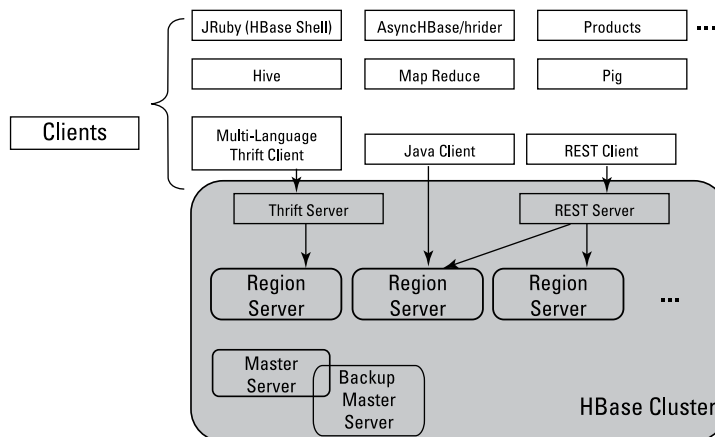 JRuby (HBase Shell)
AsyncHBase/hrider
Products
...
Hive
Map Reduce
Pig
Clients
Multi-Language
Thrift Client
Java Client
REST Client
Thrift Server
REST Server
Region
Server
Region
Server
Region
Server
...
Master
Server
Backup
Master
Server
HBase Cluster